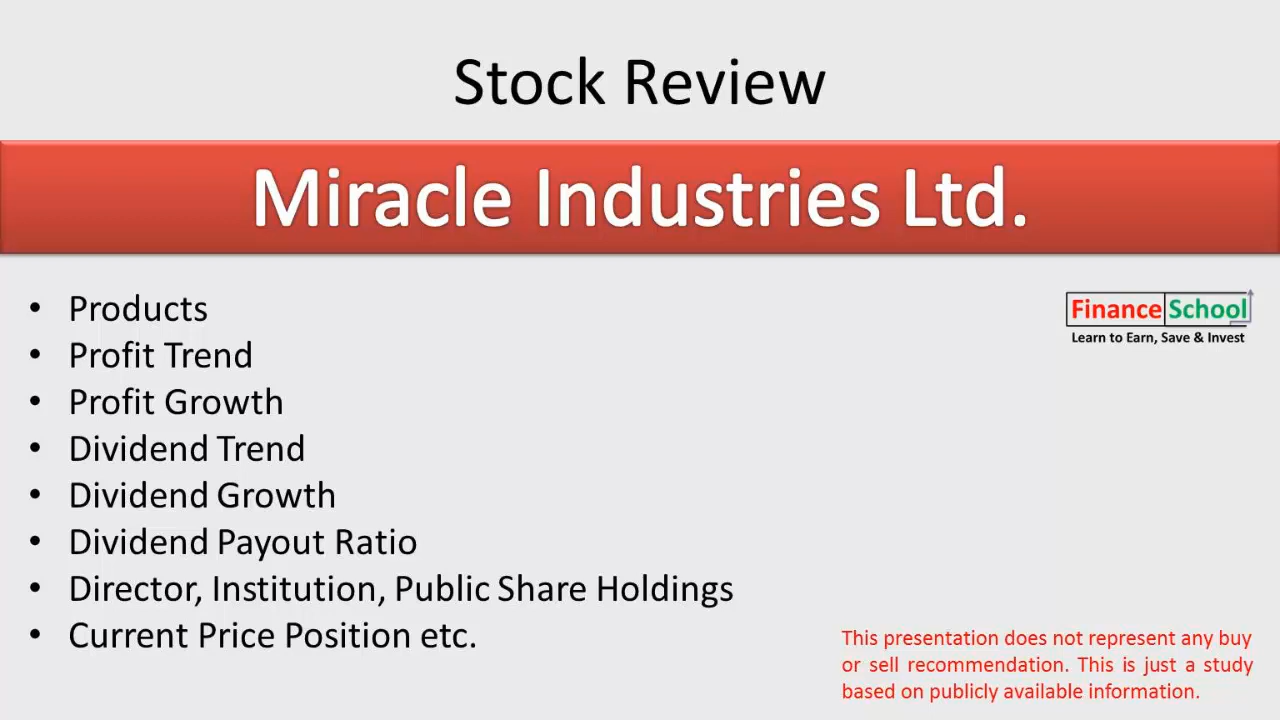 Stock Review
Miracle Industries Ltd.
• Products
• Profit Trend
• Profit Growth
• Dividend Trend
• Dividend Growth
• Dividend Payout Ratio
• Director, Institution, Public Share Holdings
• Current Price Position etc.
Finance School
Learn to Earn, Save & Invest
This presentation does not represent any buy
or sell recommendation. This is just a study
based on publicly available information.